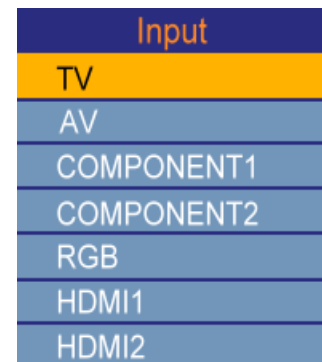 Input
TV
AV
COMPONENT1
COMPONENT2
RGB
HDMI1
HDMI2